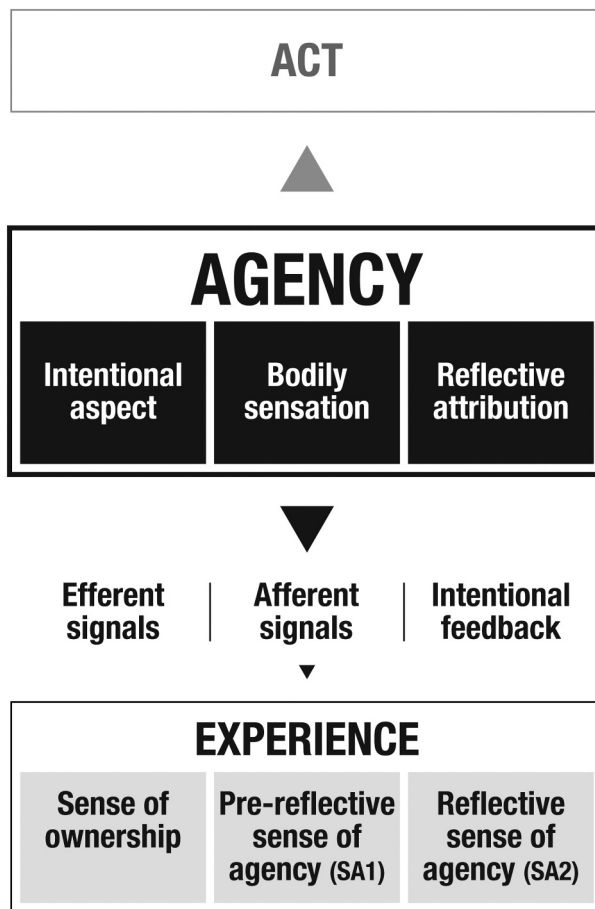 ACT
AGENCY
Intentional
aspect
Bodily
sensation
Reflective
attribution
Efferent
signals
Afferent
signals
Intentional
feedback
EXPERIENCE
Sense of
ownership
Pre-reflective
sense of
agency (SA1)
Reflective
sense of
agency (SA2)